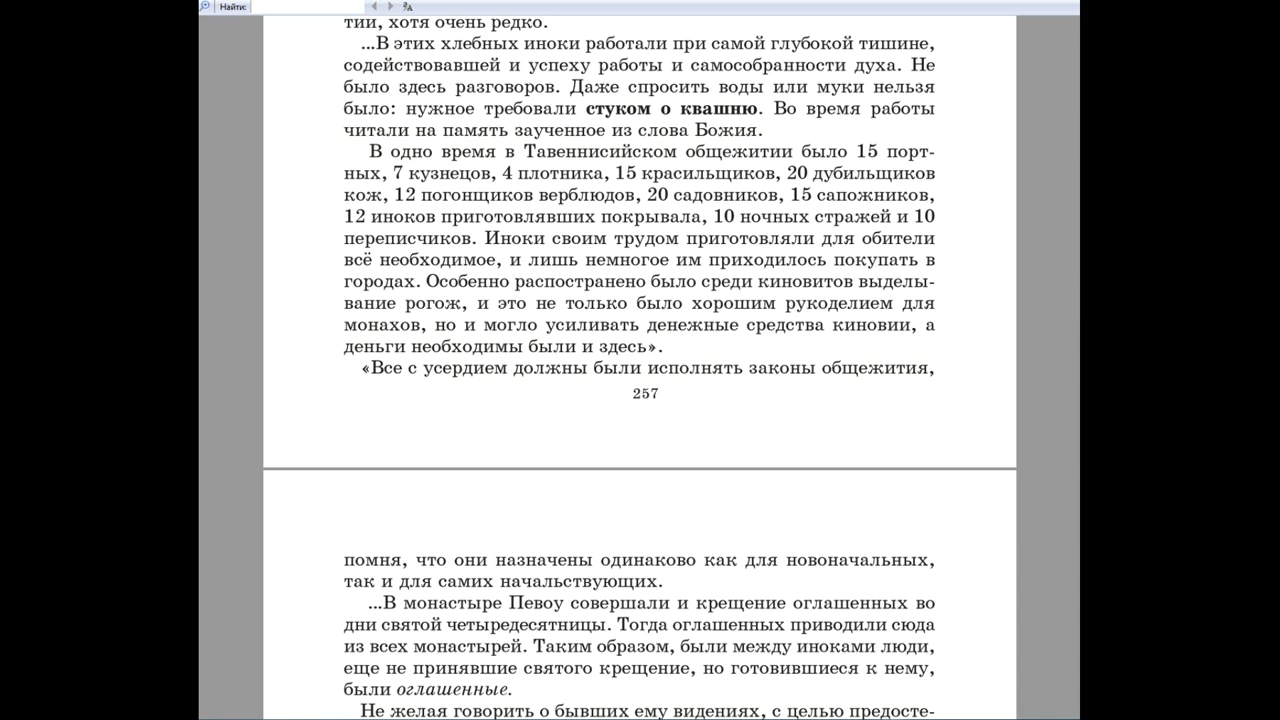 Найти:
тии, хотя очень редко.
...В этих хлебных иноки работали при самой глубокой тишине,
содействовавшей и успеху работы и самособранности духа. Не
было здесь разговоров. Даже спросить воды или муки нельзя
было: нужное требовали стуком о квашню. Во время работы
читали на память заученное из слова Божия.
В одно время в Тавеннисийском общежитии было 15 порт-
ных, 7 кузнецов, 4 плотника, 15 красильщиков, 20 дубильщиков
кож, 12 погонщиков верблюдов, 20 садовников, 15 сапожников,
12 иноков приготовлявших покрывала, 10 ночных стражей и 10
переписчиков. Иноки своим трудом приготовляли для обители
всё необходимое, и лишь немногое им приходилось покупать в
городах. Особенно распостранено было среди киновитов выделы-
вание рогож, и это не только было хорошим рукоделием для
монахов, но и могло усиливать денежные средства киновии, а
деньги необходимы были и здесь».
«Все с усердием должны были исполнять законы общежития,
257
помня, что они назначены одинаково как для новоначальных,
так и для самих начальствующих.
...В монастыре Певоу совершали и крещение оглашенных во
дни святой четыредесятницы. Тогда оглашенных приводили сюда
из всех монастырей. Таким образом, были между иноками люди,
еще не принявшие святого крещение, но готовившиеся к нему,
были оглашенные.
Не желая говорить о бывших ему видениях, с целью предосте-